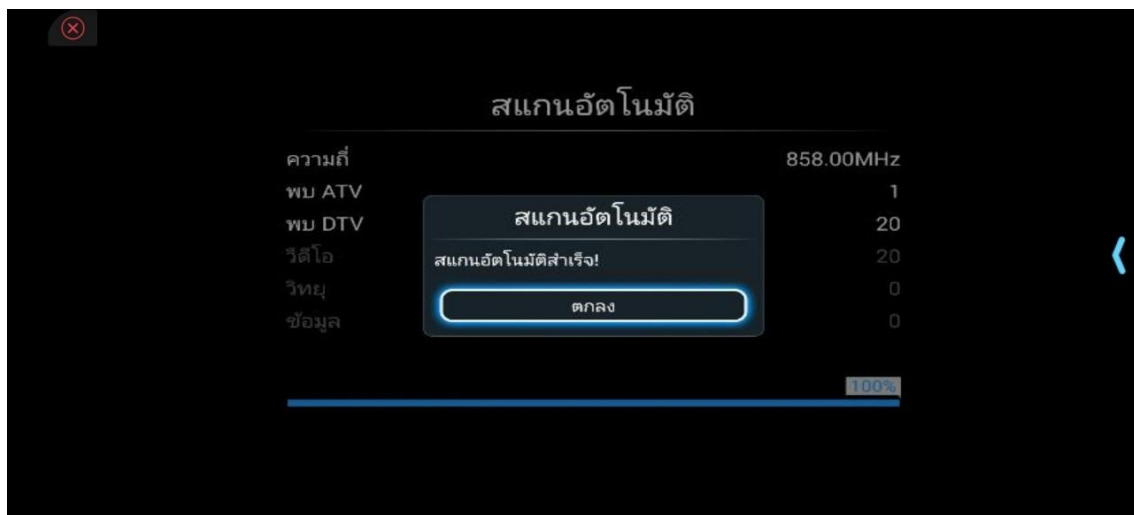 สแกนอัตโนมัติ
ความถี่ 858.00MHz
พบ ATV 1
พบ DTV 20
วีดีโอ 20
วิทยุ 0
ข้อมูล 0
สแกนอัตโนมัติ
สแกนอัตโนมัติสำเร็จ!
ตกลง
100%